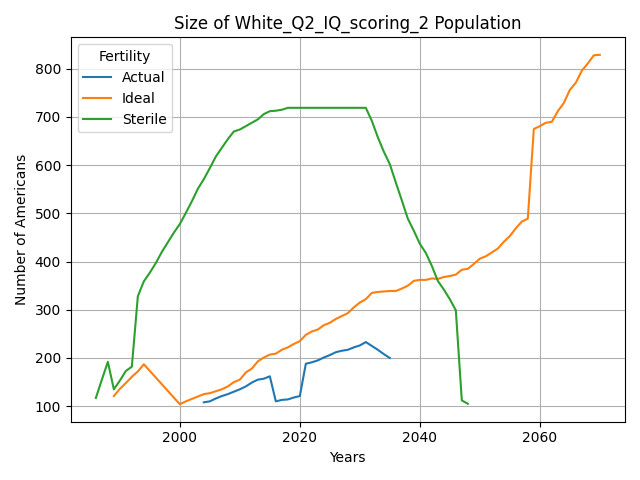 Size of White_Q2_IQ_scoring_2 Population
Fertility
Actual
Ideal
Sterile
Number of Americans
800
700
600
500
400
300
200
100
2000
2020
2040
2060
Years